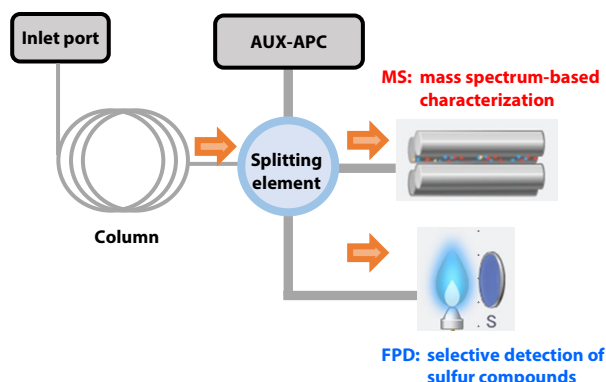 Inlet port
AUX-APC
MS: mass spectrum-based
characterization
Splitting
element
Column
S
FPD: selective detection of
sulfur compounds